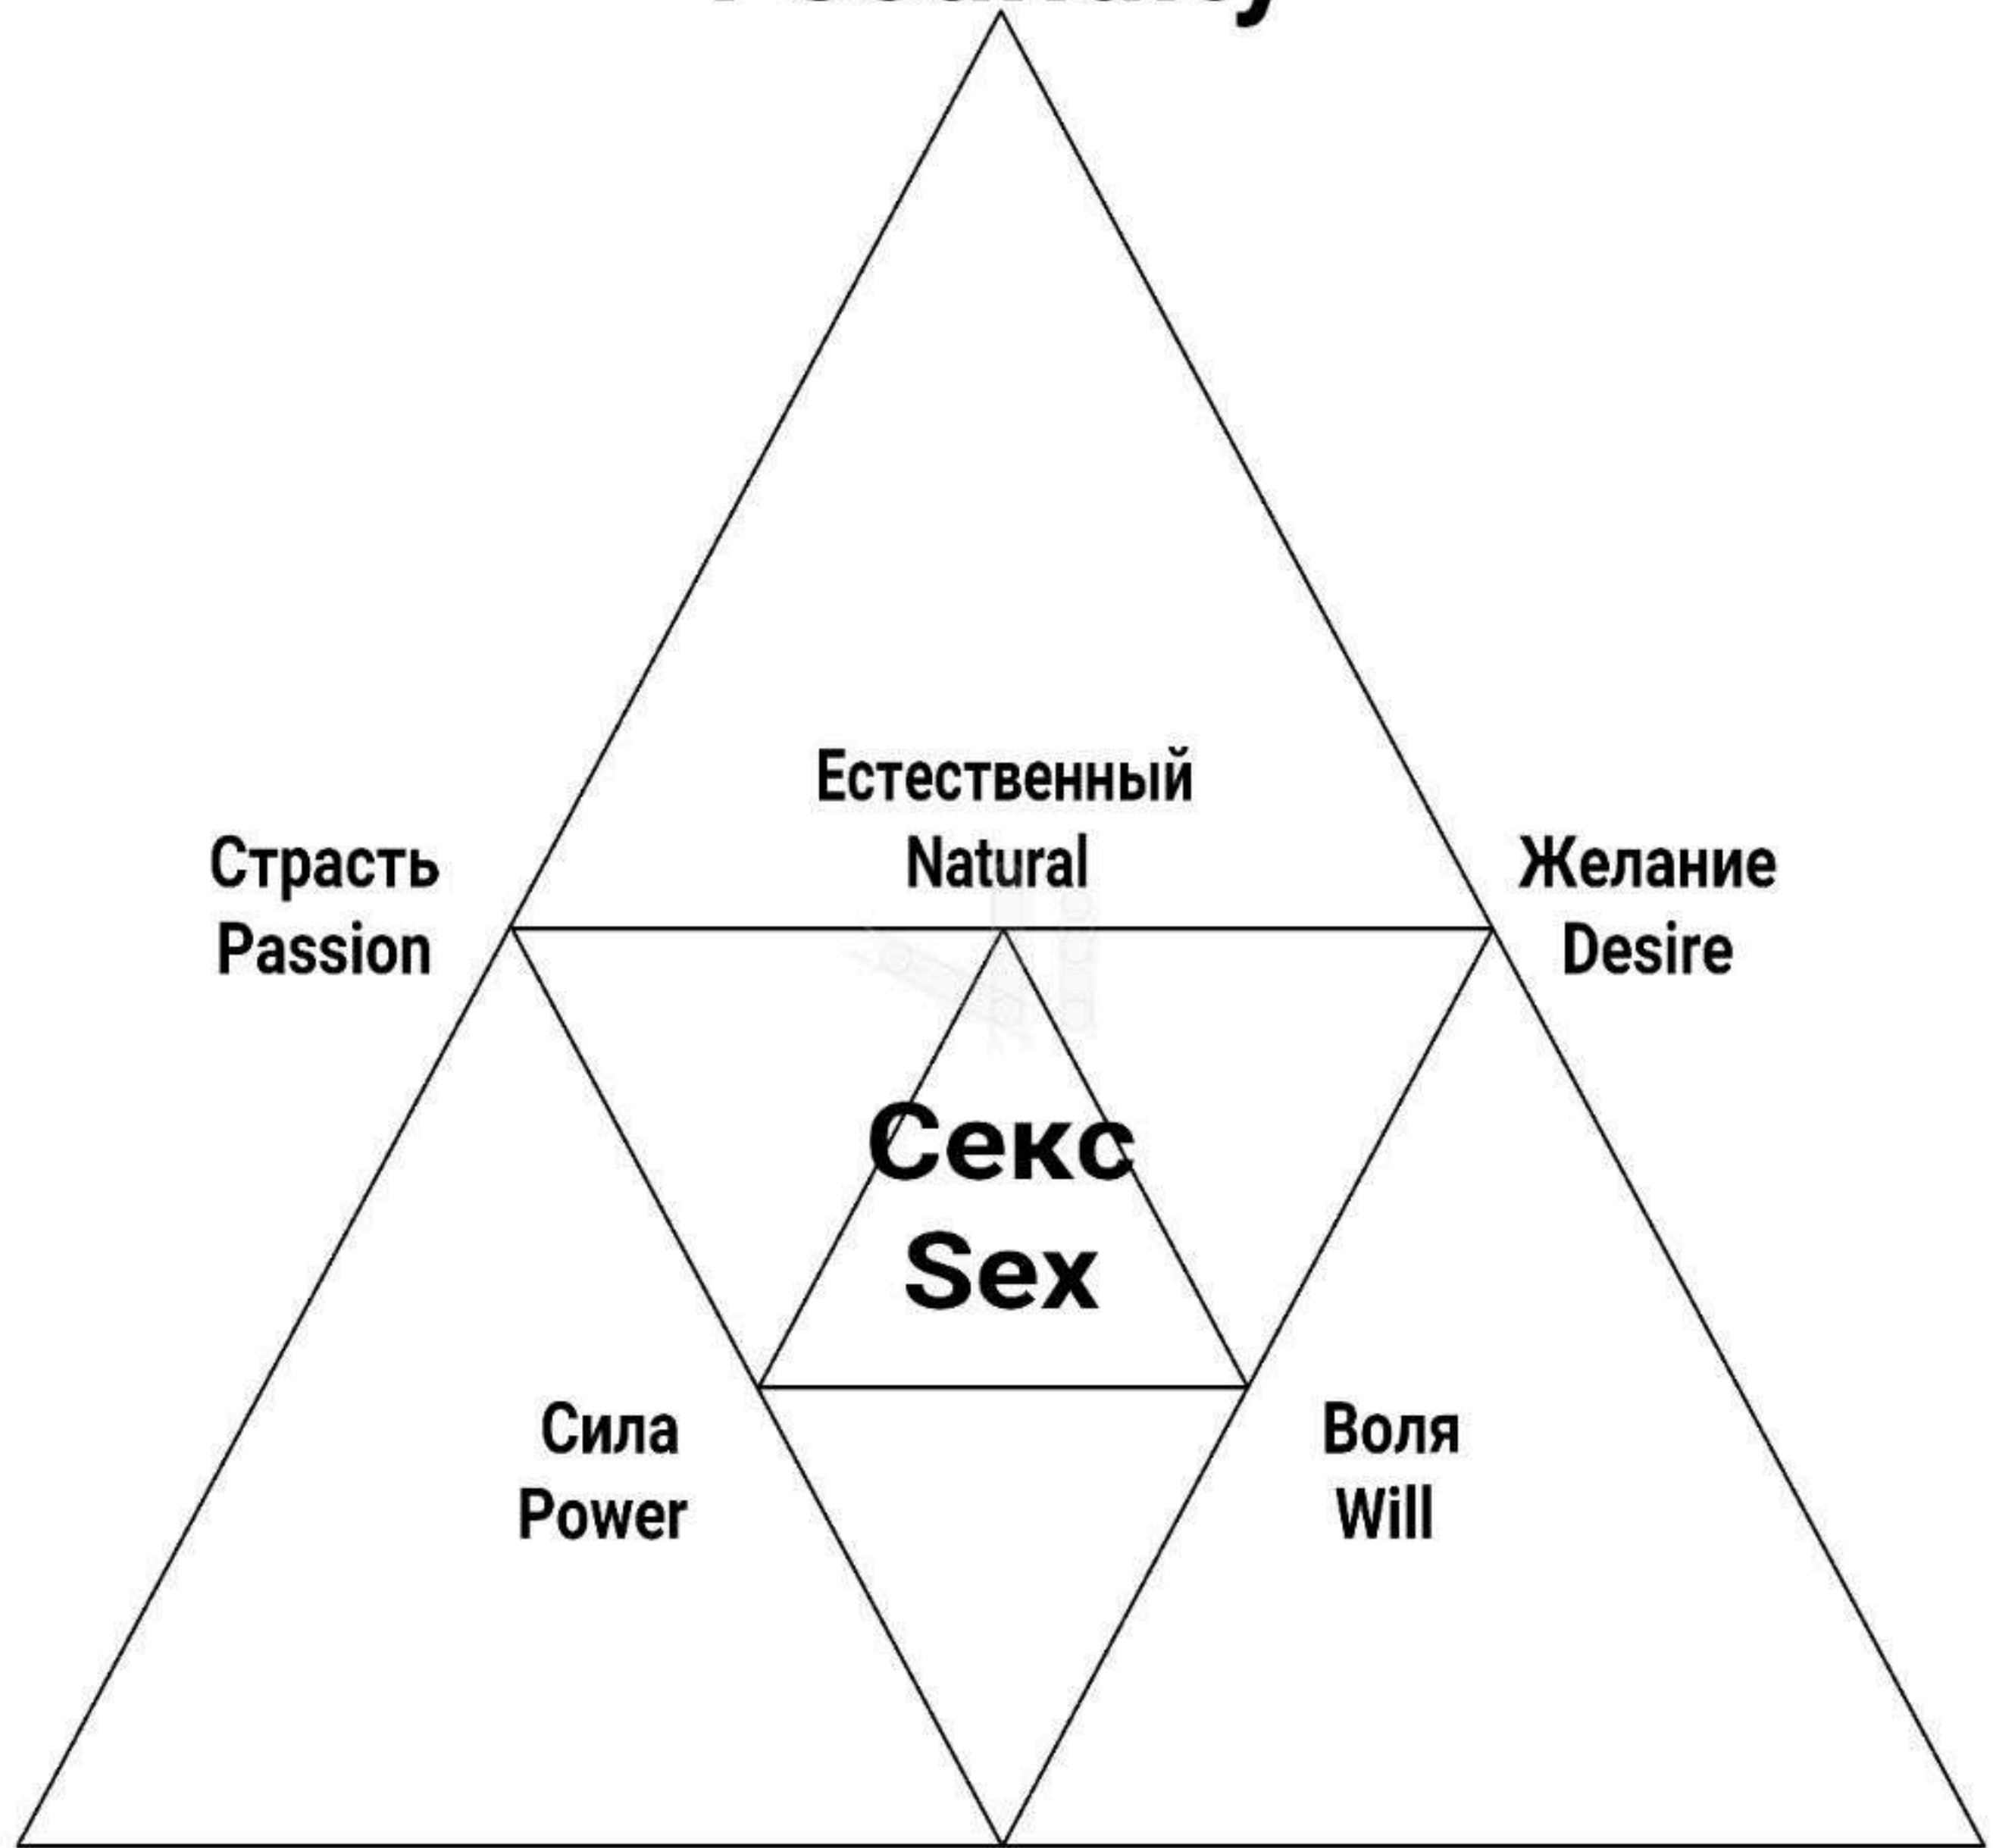 Естественный
Natural
Страсть
Passion
Желание
Desire
Секс
Sex
Сила
Power
Воля
Will